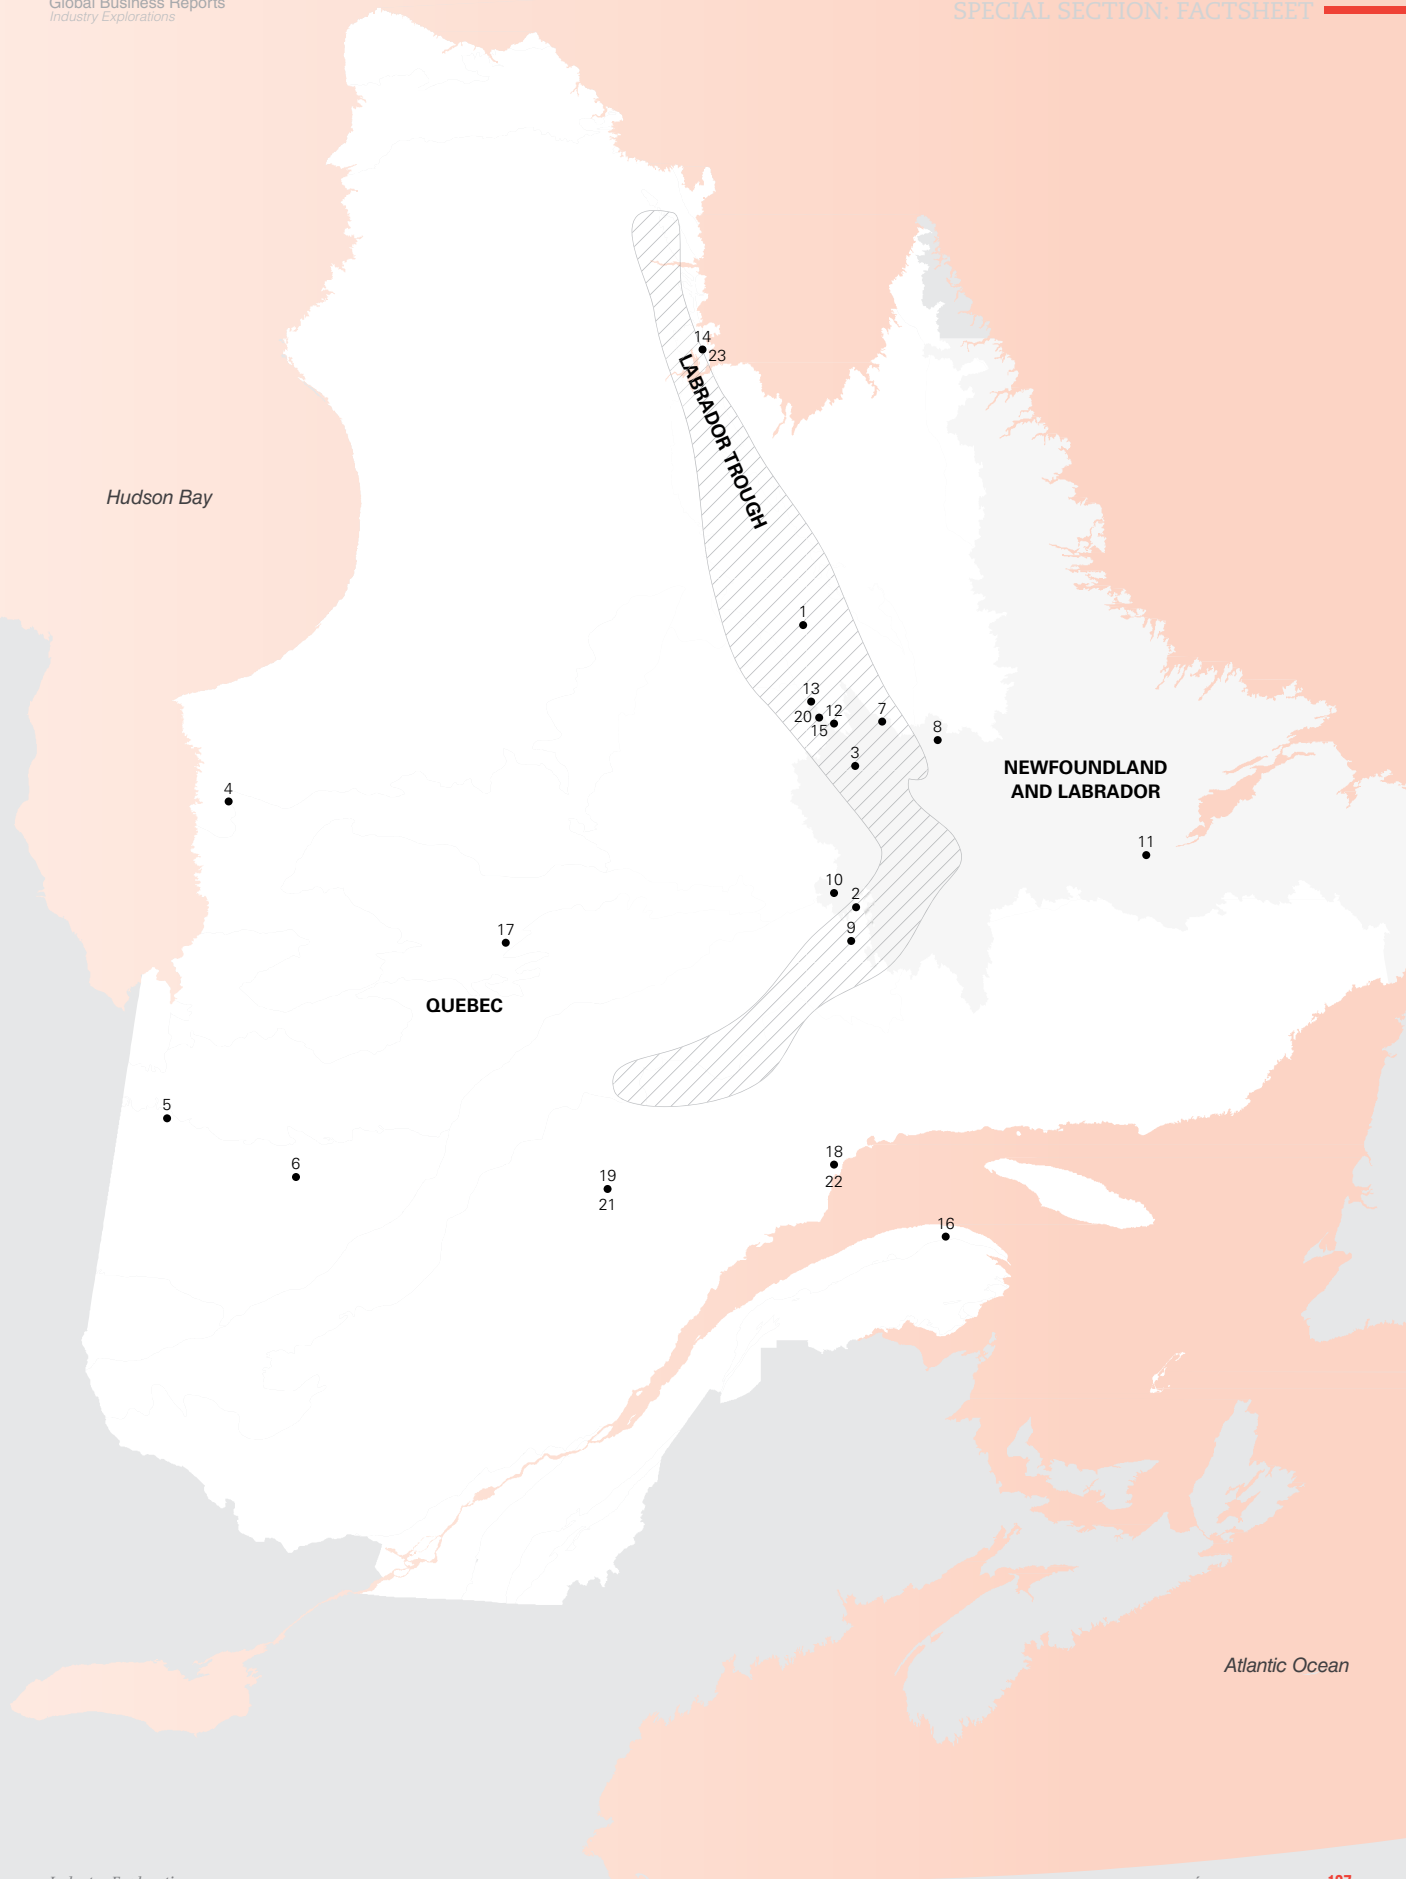 Global Business Reports
Industry Explorations
SPECIAL SECTION: FACTSHEET
14
23
LABRADOR TROUGH
Hudson Bay
1
13
20
12
15
7
8
3
NEWFOUNDLAND
AND LABRADOR
4
11
10
2
17
9
QUEBEC
5
6
18
22
19
21
16
Atlantic Ocean